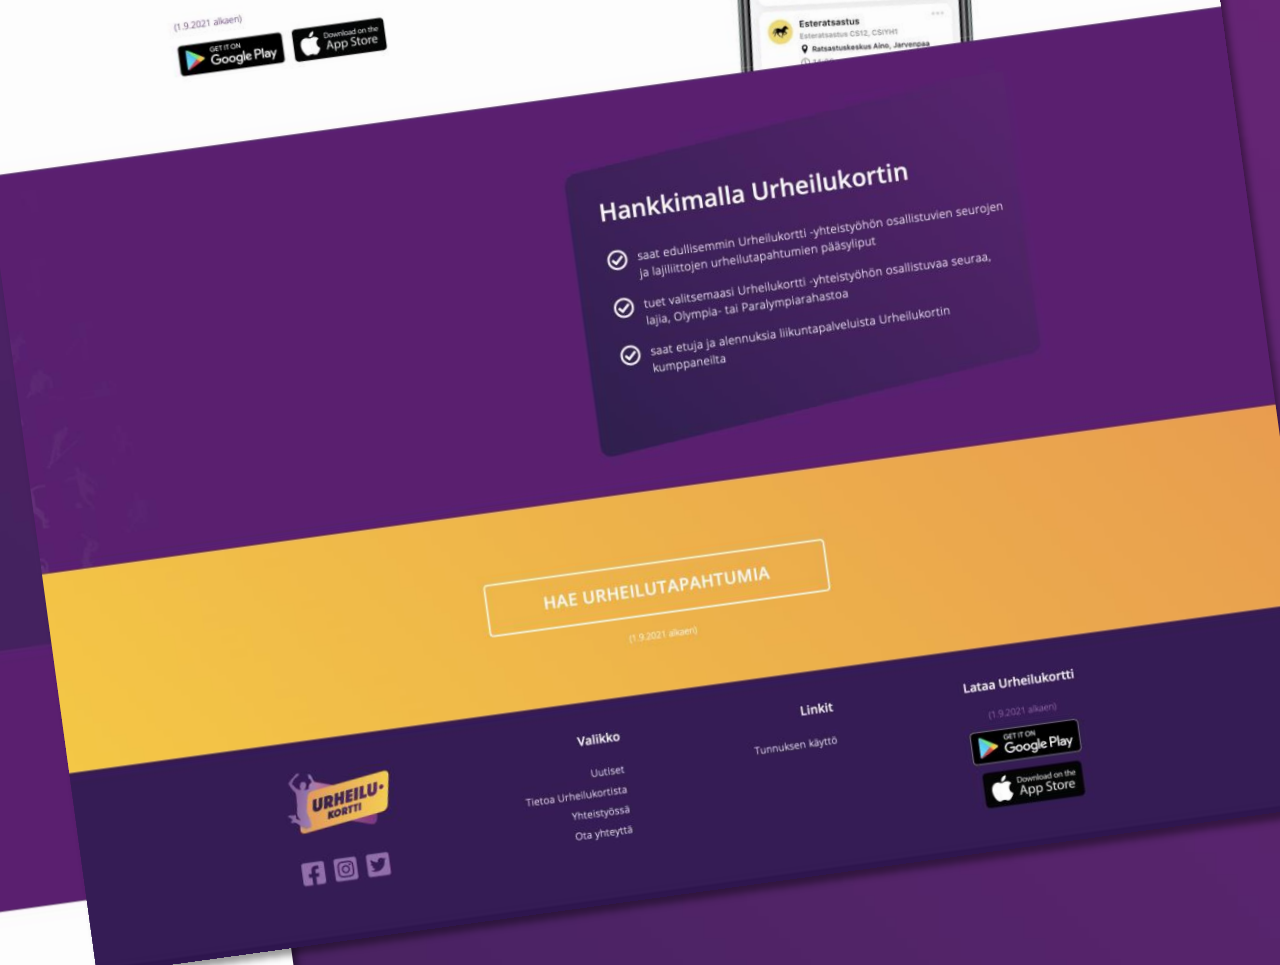 (1.9.2021 alkaen)
GET IT ON
Google Play
Download on the
App Store
Esteratsastus
Esteratsastus CS12, CSIYH1
Ratsastuskeskus Aino, Järvenpää
Hankkimalla Urheilukortin
saat edullisemmin Urheilukortti -yhteistyöhön osallistuvien seurojen
ja lajiliittojen urheilutapahtumien pääsyliput
tuet valitsemaasi Urheilukortti -yhteistyöhön osallistuvaa seuraa,
lajia, Olympia- tai Paralympiarahastoa
saat etuja ja alennuksia liikuntapalveluista Urheilukortin
kumppaneilta
HAE URHEILUTAPAHTUMIA
(1.9.2021 alkaen)
URHEILU-
KORTTI
Valikko
Uutiset
Tietoa Urheilukortista
Yhteistyössä
Ota yhteyttä
Linkit
Tunnuksen käyttö
Lataa Urheilukortti
(1.9.2021 alkaen)
GET IT ON
Google Play
Download on the
App Store